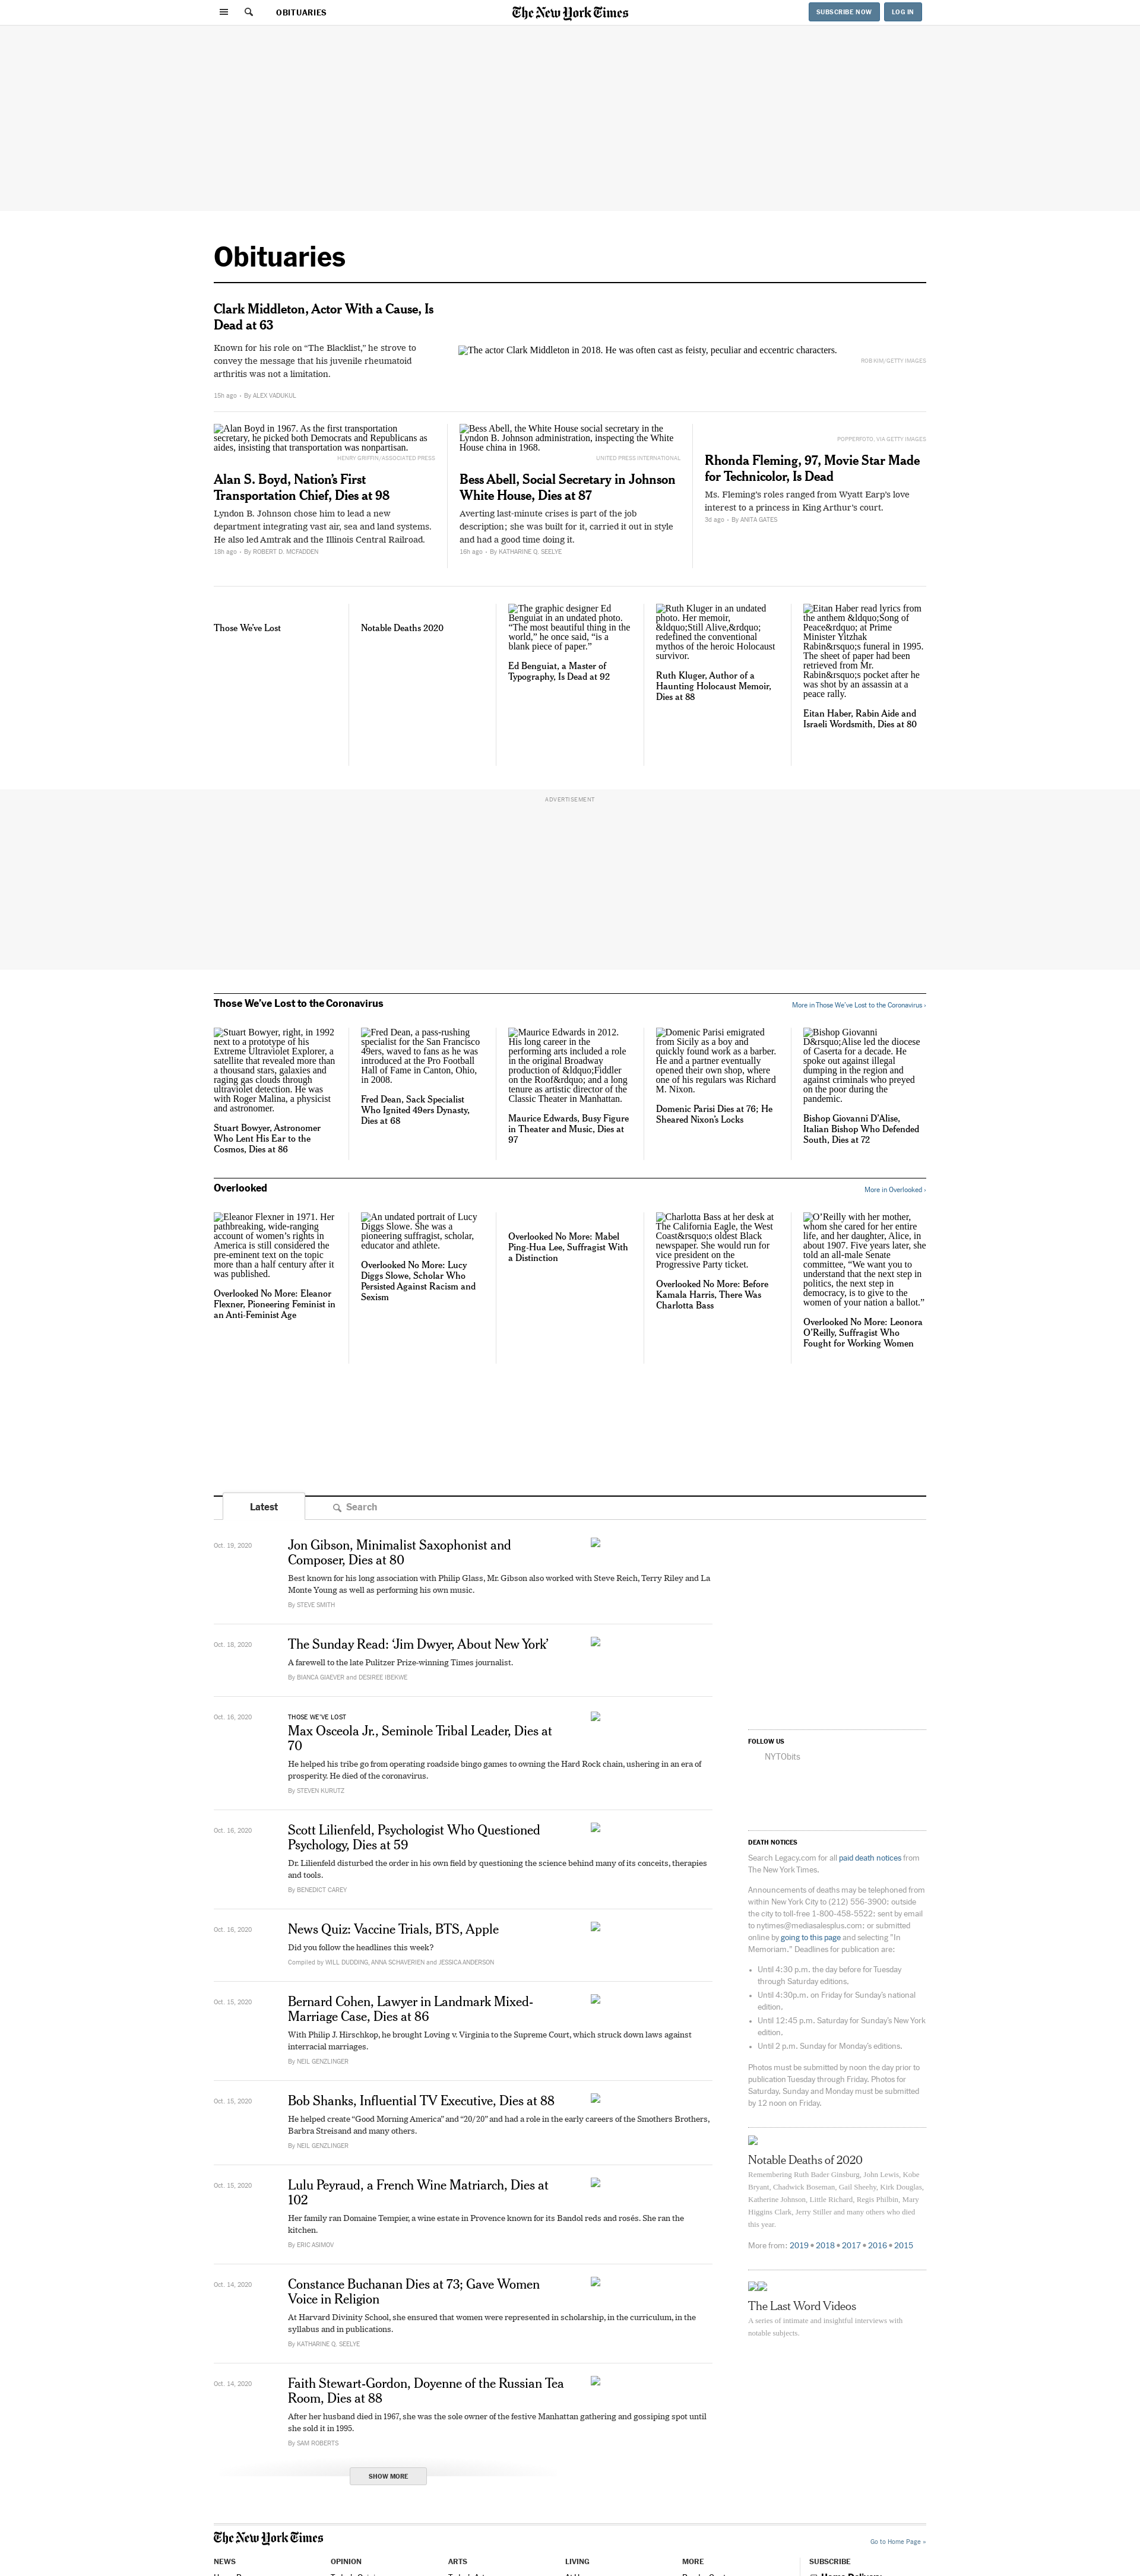 OBITUARIES
The New York Times
SUBSCRIBE NOW
LOG IN
Obituaries
Clark Middleton, Actor With a Cause, Is
Dead at 63
Known for his role on “The Blacklist,” he strove to
convey the message that his juvenile rheumatoid
arthritis was not a limitation.
15h ago • By ALEX VADUKUL
The actor Clark Middleton in 2018. He was often cast as feisty, peculiar and eccentric characters.
ROB KIM/GETTY IMAGES
Alan Boyd in 1967. As the first transportation
secretary, he picked both Democrats and Republicans as
aides, insisting that transportation was nonpartisan.
HENRY GRIFFIN/ASSOCIATED PRESS
Alan S. Boyd, Nation’s First
Transportation Chief, Dies at 98
Lyndon B. Johnson chose him to lead a new
department integrating vast air, sea and land systems.
He also led Amtrak and the Illinois Central Railroad.
18h ago • By ROBERT D. MCFADDEN
Bess Abell, the White House social secretary in the
Lyndon B. Johnson administration, inspecting the White
House china in 1968.
UNITED PRESS INTERNATIONAL
Bess Abell, Social Secretary in Johnson
White House, Dies at 87
Averting last-minute crises is part of the job
description; she was built for it, carried it out in style
and had a good time doing it.
16h ago • By KATHARINE Q. SEELYE
POPPERFOTO, VIA GETTY IMAGES
Rhonda Fleming, 97, Movie Star Made
for Technicolor, Is Dead
Ms. Fleming’s roles ranged from Wyatt Earp’s love
interest to a princess in King Arthur’s court.
3d ago • By ANITA GATES
Those We’ve Lost
Notable Deaths 2020
The graphic designer Ed
Benguiat in an undated photo.
“The most beautiful thing in the
world,” he once said, “is a
blank piece of paper.”
Ed Benguiat, a Master of
Typography, Is Dead at 92
Ruth Kluger in an undated
photo. Her memoir,
&ldquo;Still Alive,&rdquo;
redefined the conventional
mythos of the heroic Holocaust
survivor.
Ruth Kluger, Author of a
Haunting Holocaust Memoir,
Dies at 88
Eitan Haber read lyrics from
the anthem &ldquo;Song of
Peace&rdquo; at Prime
Minister Yitzhak
Rabin&rsquo;s funeral in 1995.
The sheet of paper had been
retrieved from Mr.
Rabin&rsquo;s pocket after he
was shot by an assassin at a
peace rally.
Eitan Haber, Rabin Aide and
Israeli Wordsmith, Dies at 80
ADVERTISEMENT
Those We’ve Lost to the Coronavirus
More in Those We’ve Lost to the Coronavirus ›
Stuart Bowyer, right, in 1992
next to a prototype of his
Extreme Ultraviolet Explorer, a
satellite that revealed more than
a thousand stars, galaxies and
raging gas clouds through
ultraviolet detection. He was
with Roger Malina, a physicist
and astronomer.
Stuart Bowyer, Astronomer
Who Lent His Ear to the
Cosmos, Dies at 86
Fred Dean, a pass-rushing
specialist for the San Francisco
49ers, waved to fans as he was
introduced at the Pro Football
Hall of Fame in Canton, Ohio,
in 2008.
Fred Dean, Sack Specialist
Who Ignited 49ers Dynasty,
Dies at 68
Maurice Edwards in 2012.
His long career in the
performing arts included a role
in the original Broadway
production of &ldquo;Fiddler
on the Roof&rdquo; and a long
tenure as artistic director of the
Classic Theater in Manhattan.
Maurice Edwards, Busy Figure
in Theater and Music, Dies at
97
Domenic Parisi emigrated
from Sicily as a boy and
quickly found work as a barber.
He and a partner eventually
opened their own shop, where
one of his regulars was Richard
M. Nixon.
Domenic Parisi Dies at 76; He
Sheared Nixon’s Locks
Bishop Giovanni
D&rsquo;Alise led the diocese
of Caserta for a decade. He
spoke out against illegal
dumping in the region and
against criminals who preyed
on the poor during the
pandemic.
Bishop Giovanni D’Alise,
Italian Bishop Who Defended
South, Dies at 72
Overlooked
More in Overlooked ›
Eleanor Flexner in 1971. Her
pathbreaking, wide-ranging
account of women’s rights in
America is still considered the
pre-eminent text on the topic
more than a half century after it
was published.
Overlooked No More: Eleanor
Flexner, Pioneering Feminist in
an Anti-Feminist Age
An undated portrait of Lucy
Diggs Slowe. She was a
pioneering suffragist, scholar,
educator and athlete.
Overlooked No More: Lucy
Diggs Slowe, Scholar Who
Persisted Against Racism and
Sexism
Overlooked No More: Mabel
Ping-Hua Lee, Suffragist With
a Distinction
Charlotta Bass at her desk at
The California Eagle, the West
Coast&rsquo;s oldest Black
newspaper. She would run for
vice president on the
Progressive Party ticket.
Overlooked No More: Before
Kamala Harris, There Was
Charlotta Bass
O’Reilly with her mother,
whom she cared for her entire
life, and her daughter, Alice, in
about 1907. Five years later, she
told an all-male Senate
committee, “We want you to
understand that the next step in
politics, the next step in
democracy, is to give to the
women of your nation a ballot.”
Overlooked No More: Leonora
O’Reilly, Suffragist Who
Fought for Working Women
Latest
Search
Oct. 19, 2020
Jon Gibson, Minimalist Saxophonist and
Composer, Dies at 80
Best known for his long association with Philip Glass, Mr. Gibson also worked with Steve Reich, Terry Riley and La
Monte Young as well as performing his own music.
By STEVE SMITH
Oct. 18, 2020
The Sunday Read: ‘Jim Dwyer, About New York’
A farewell to the late Pulitzer Prize-winning Times journalist.
By BIANCA GIAEVER and DESIREE IBEKWE
Oct. 16, 2020
THOSE WE’VE LOST
Max Osceola Jr., Seminole Tribal Leader, Dies at
70
He helped his tribe go from operating roadside bingo games to owning the Hard Rock chain, ushering in an era of
prosperity. He died of the coronavirus.
By STEVEN KURUTZ
Oct. 16, 2020
Scott Lilienfeld, Psychologist Who Questioned
Psychology, Dies at 59
Dr. Lilienfeld disturbed the order in his own field by questioning the science behind many of its conceits, therapies
and tools.
By BENEDICT CAREY
Oct. 16, 2020
News Quiz: Vaccine Trials, BTS, Apple
Did you follow the headlines this week?
Compiled by WILL DUDDING, ANNA SCHAVERIEN and JESSICA ANDERSON
Oct. 15, 2020
Bernard Cohen, Lawyer in Landmark Mixed-
Marriage Case, Dies at 86
With Philip J. Hirschkop, he brought Loving v. Virginia to the Supreme Court, which struck down laws against
interracial marriages.
By NEIL GENZLINGER
Oct. 15, 2020
Bob Shanks, Influential TV Executive, Dies at 88
He helped create “Good Morning America” and “20/20” and had a role in the early careers of the Smothers Brothers,
Barbra Streisand and many others.
By NEIL GENZLINGER
Oct. 15, 2020
Lulu Peyraud, a French Wine Matriarch, Dies at
102
Her family ran Domaine Tempier, a wine estate in Provence known for its Bandol reds and rosés. She ran the
kitchen.
By ERIC ASIMOV
Oct. 14, 2020
Constance Buchanan Dies at 73; Gave Women
Voice in Religion
At Harvard Divinity School, she ensured that women were represented in scholarship, in the curriculum, in the
syllabus and in publications.
By KATHARINE Q. SEELYE
Oct. 14, 2020
Faith Stewart-Gordon, Doyenne of the Russian Tea
Room, Dies at 88
After her husband died in 1967, she was the sole owner of the festive Manhattan gathering and gossiping spot until
she sold it in 1995.
By SAM ROBERTS
SHOW MORE
FOLLOW US
NYTObits
DEATH NOTICES
Search Legacy.com for all paid death notices from
The New York Times.
Announcements of deaths may be telephoned from
within New York City to (212) 556-3900; outside
the city to toll-free 1-800-458-5522; sent by email
to nytimes@mediasalesplus.com; or submitted
online by going to this page and selecting "In
Memoriam." Deadlines for publication are:
• Until 4:30 p.m. the day before for Tuesday
through Saturday editions.
• Until 4:30p.m. on Friday for Sunday’s national
edition.
• Until 12:45 p.m. Saturday for Sunday’s New York
edition.
• Until 2 p.m. Sunday for Monday’s editions.
Photos must be submitted by noon the day prior to
publication Tuesday through Friday. Photos for
Saturday, Sunday and Monday must be submitted
by 12 noon on Friday.
Notable Deaths of 2020
Remembering Ruth Bader Ginsburg, John Lewis, Kobe
Bryant, Chadwick Boseman, Gail Sheehy, Kirk Douglas,
Katherine Johnson, Little Richard, Regis Philbin, Mary
Higgins Clark, Jerry Stiller and many others who died
this year.
More from: 2019 • 2018 • 2017 • 2016 • 2015
The Last Word Videos
A series of intimate and insightful interviews with
notable subjects.
The New York Times
Go to Home Page »
NEWS
OPINION
ARTS
LIVING
MORE
SUBSCRIBE